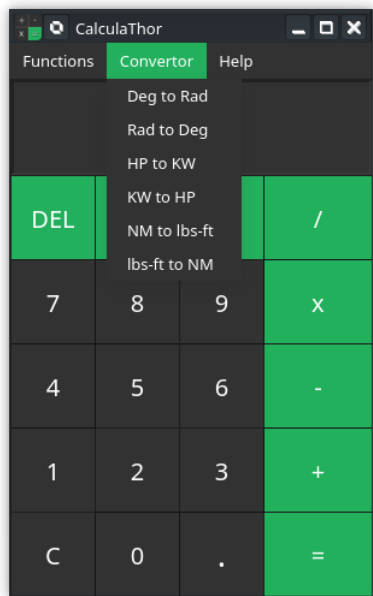 CalculaThor
Functions Convertor Help
Deg to Rad
Rad to Deg
HP to KW
KW to HP
NM to lbs-ft
lbs-ft to NM
DEL /
7 8 9 x
4 5 6 -
1 2 3 +
C 0 . =